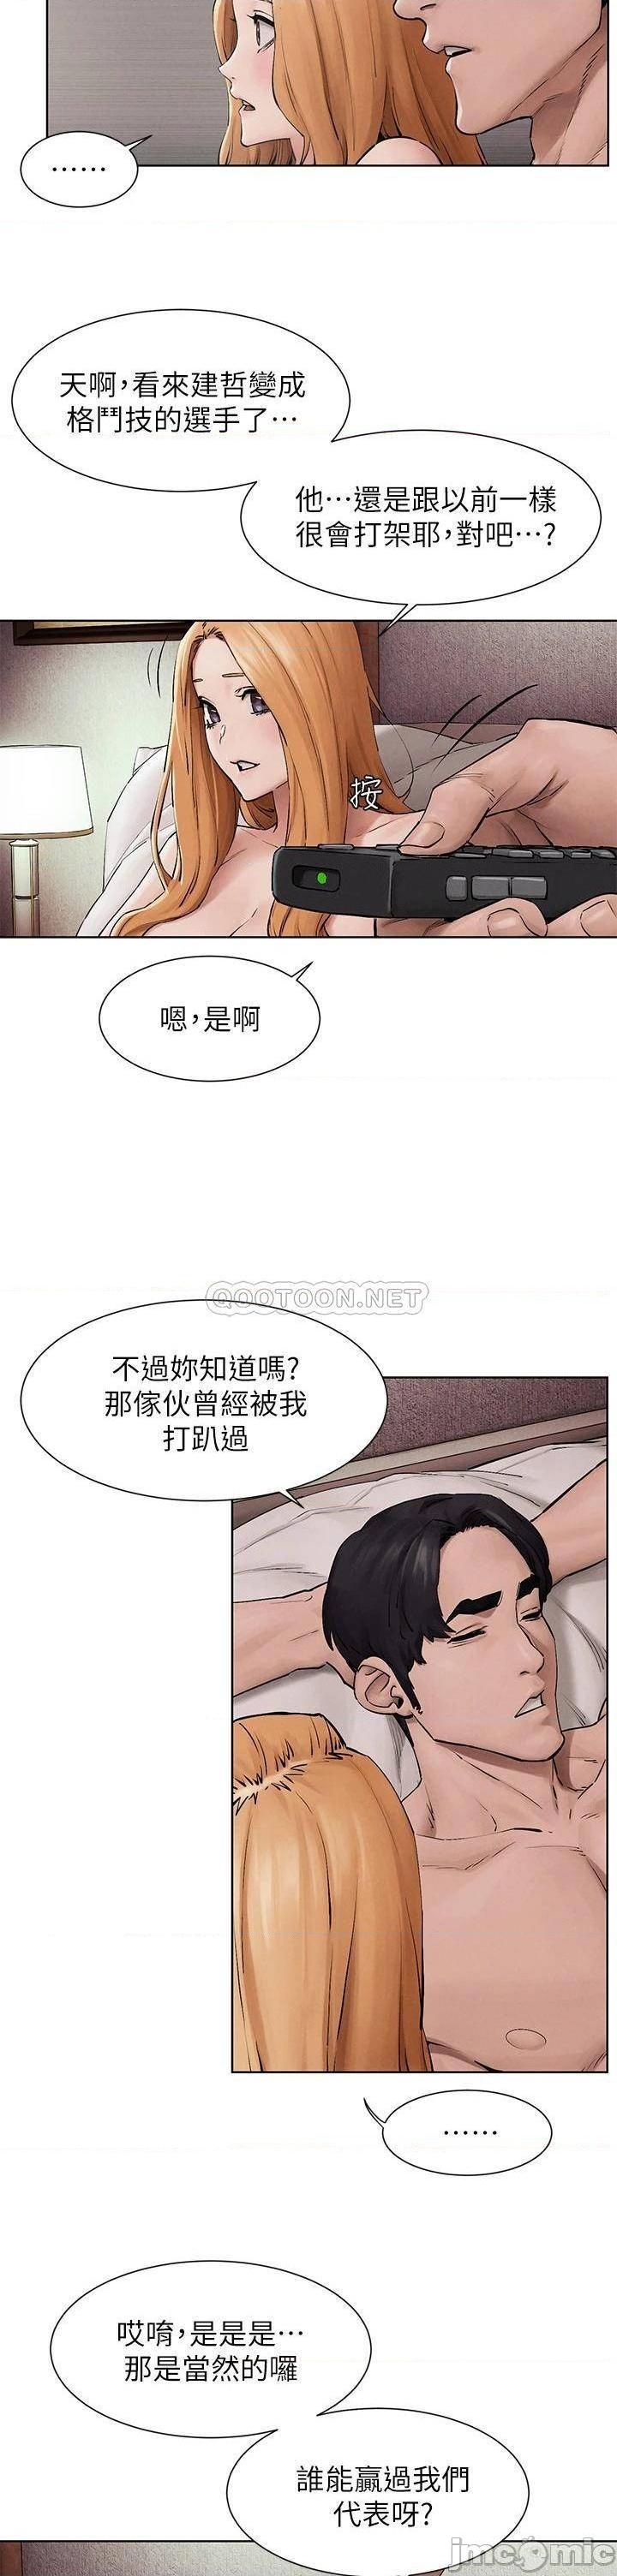 ……
天啊,看來建哲變成
格鬥技的選手了…
他…還是跟以前一樣
很會打架耶,對吧…?
按
嗯,是啊
QOOTOON.NET
不過妳知道嗎?
那傢伙曾經被我
打趴過
……
哎唷,是是是…
那是當然的囉
誰能贏過我們
代表呀?
jmcomic